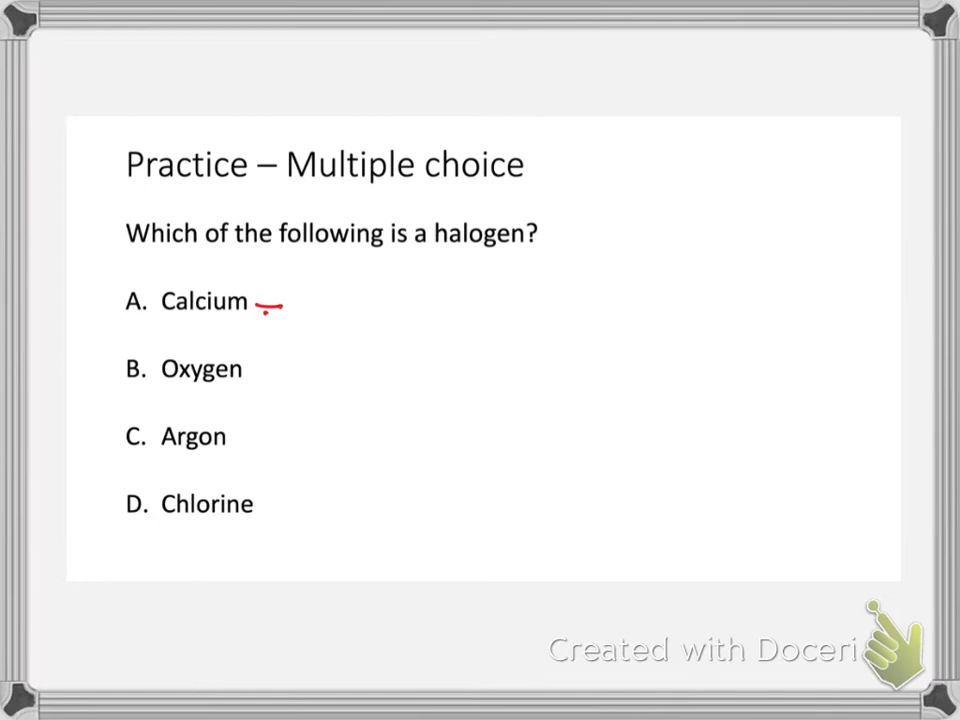 Practice – Multiple choice
Which of the following is a halogen?
A. Calcium
B. Oxygen
C. Argon
D. Chlorine
Created with Doceri